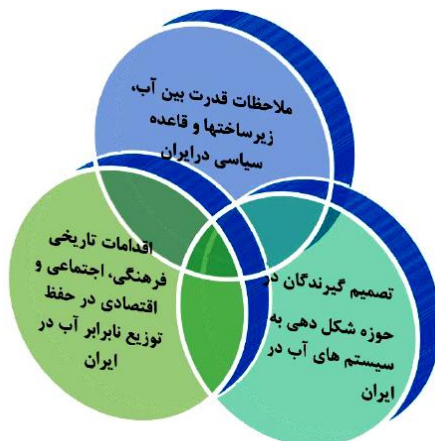 ملاحظات قدرت بین آب،
زیرساختها و قاعده
سیاسی درایران
اقدامات تاریخی
فرهنگی، اجتماعی و
اقتصادی در حفظ
توزیع نابرابر آب در
ایران
تصمیم گیرندگان در
حوزه شکل دهی به
سیستم های آب در
ایران